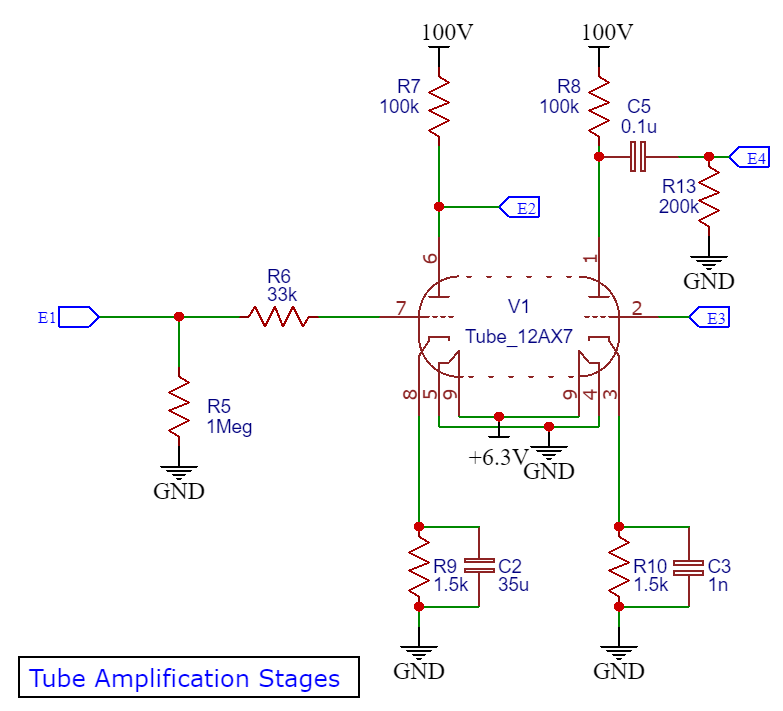 100V
100V
R7
100k
R8
100k
C5
0.1u
E4
R13
200k
E2
GND
6
1
R6
33k
E1
7
V1
2
E3
Tube_12AX7
8
5
9
9
4
3
R5
1Meg
+6.3V
GND
GND
R9
1.5k
C2
35u
R10
1.5k
C3
1n
GND
GND
Tube Amplification Stages